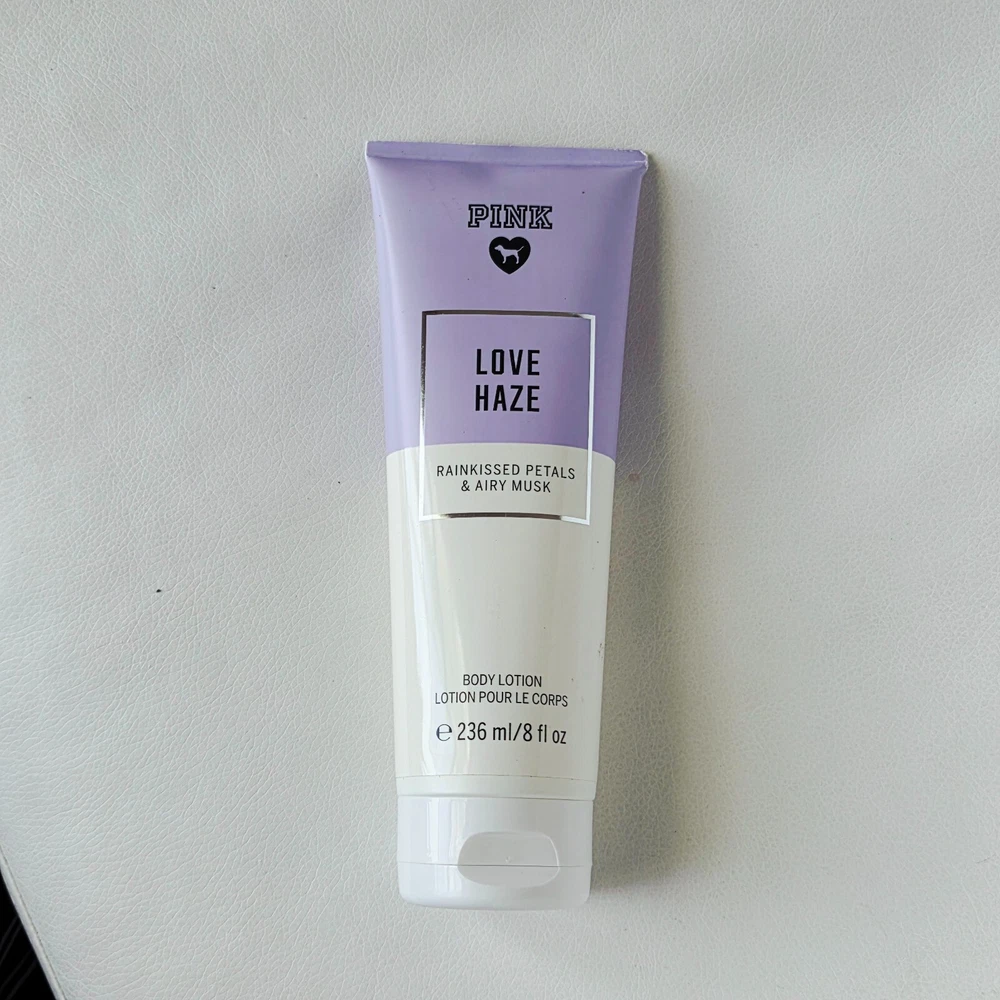 PINK
LOVE
HAZE
RAINKISSED PETALS
& AIRY MUSK
BODY LOTION
LOTION POUR LE CORPS
℮ 236 ml/8 fl oz